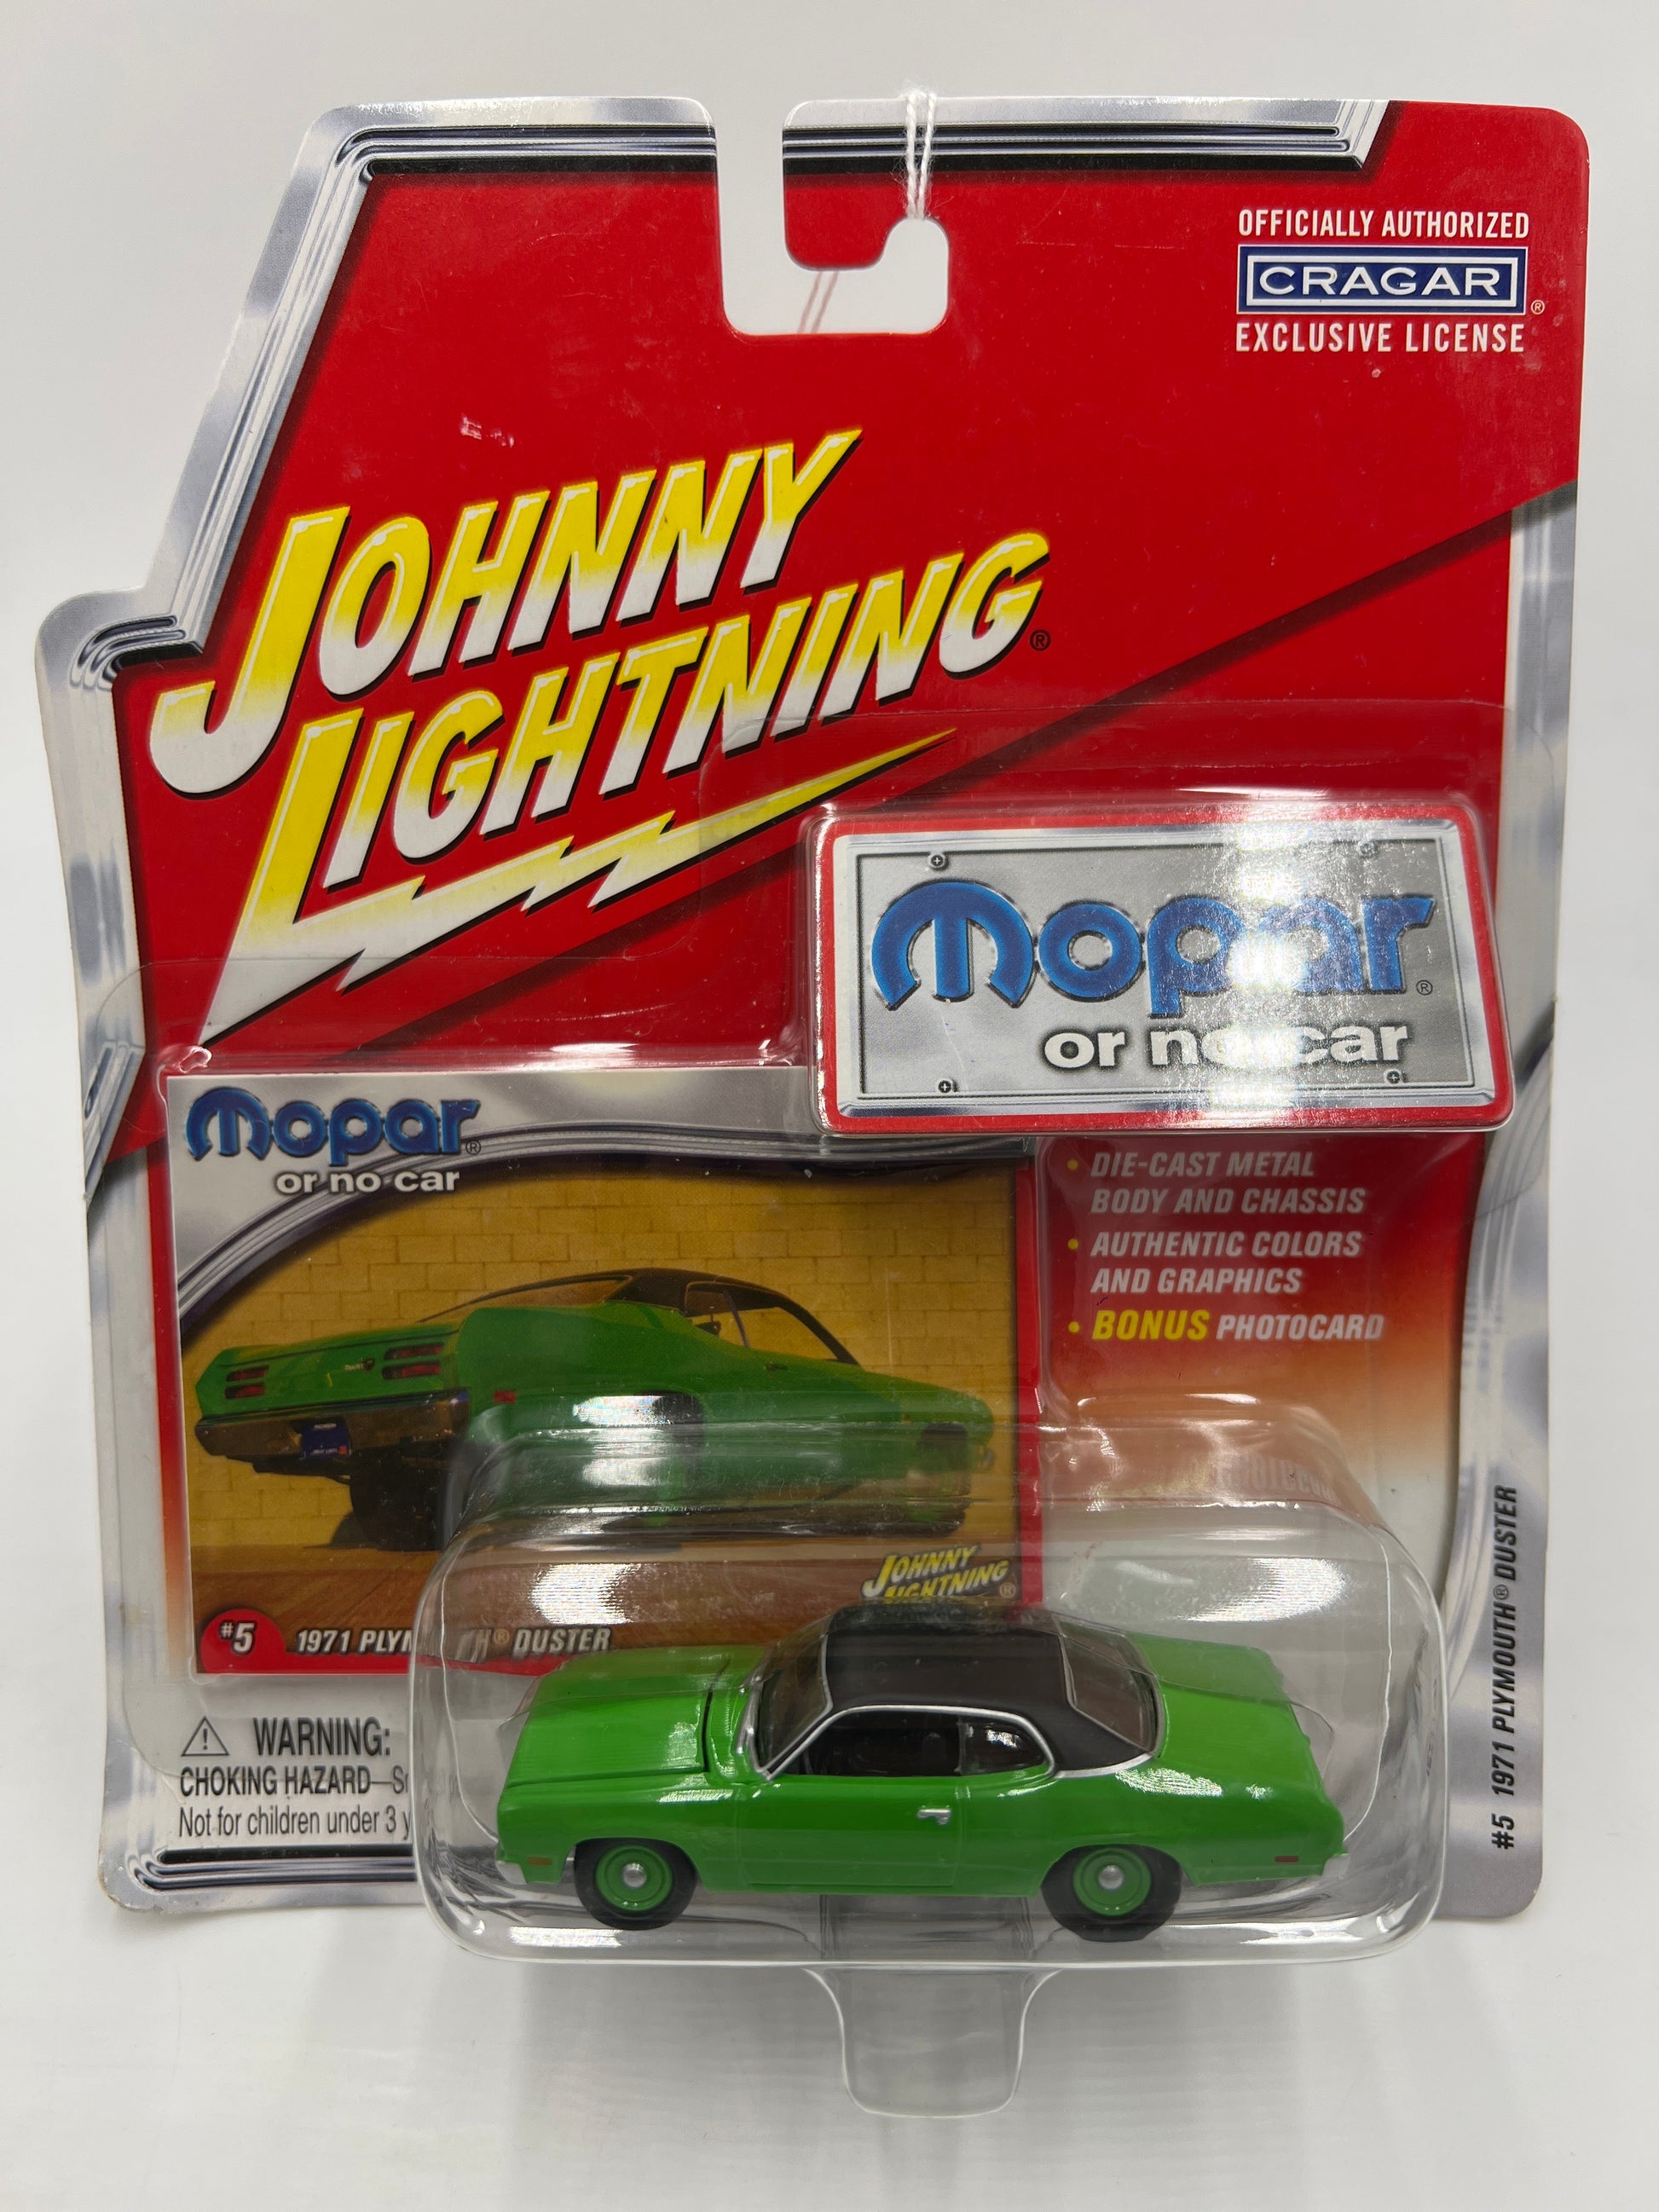 OFFICIALLY AUTHORIZED
CRAGAR®
EXCLUSIVE LICENSE
JOHNNY
LIGHTNING®
mopar®
or no car
mopar®
or no car
• DIE-CAST METAL
BODY AND CHASSIS
• AUTHENTIC COLORS
AND GRAPHICS
• BONUS PHOTOCARD
JOHNNY
LIGHTNING®
#5 1971 PLYM H® DUSTER
WARNING:
CHOKING HAZARD—S
Not for children under 3 y
#5 1971 PLYMOUTH® DUSTER